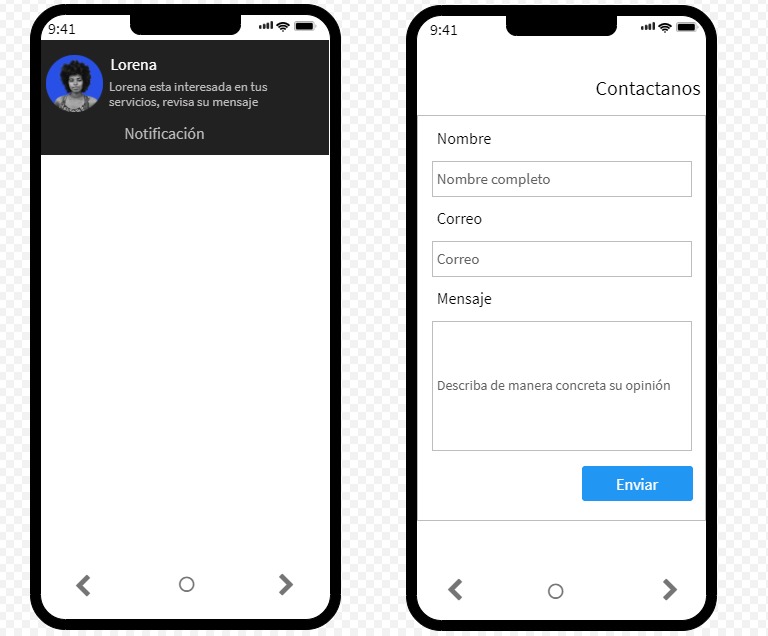 9:41
Lorena
Lorena esta interesada en tus
servicios, revisa su mensaje
Notificación
9:41
Contactanos
Nombre
Nombre completo
Correo
Correo
Mensaje
Describa de manera concreta su opinión
Enviar